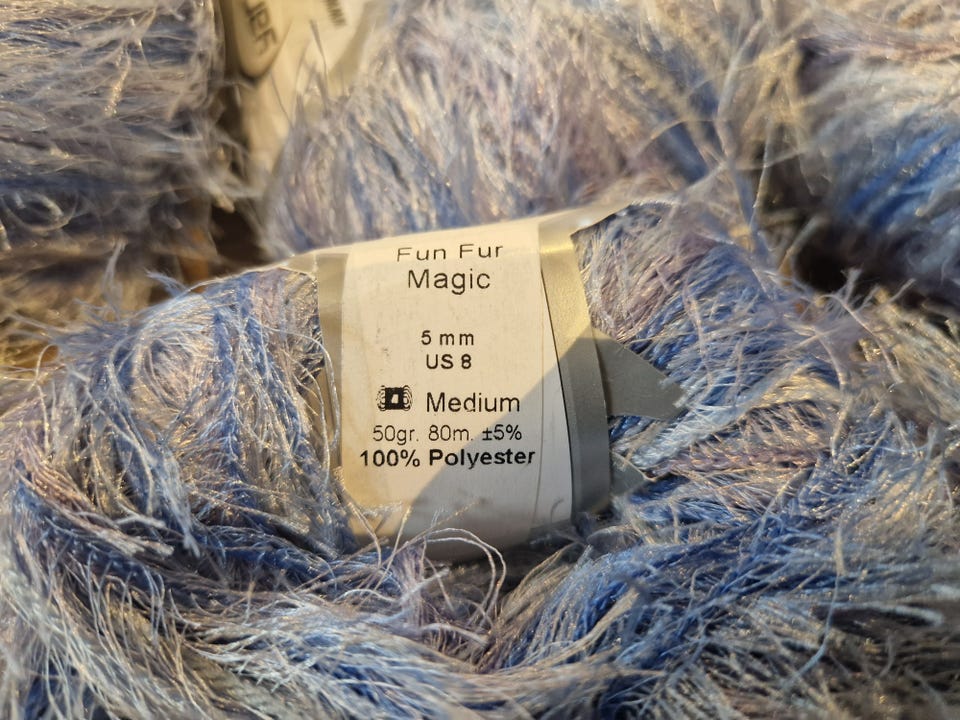 Fun Fur
Magic
5 mm
US 8
Medium
50gr. 80m. ±5%
100% Polyester